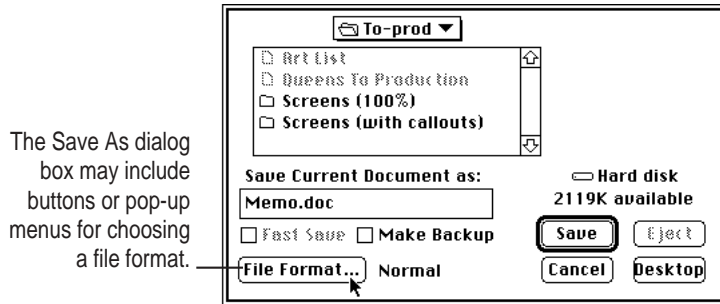 To-prod
Art List
Queens To Production
Screens (100%)
Screens (with callouts)
The Save As dialog
box may include
buttons or pop-up
menus for choosing
a file format.
Save Current Document as:
Memo.doc
Hard disk
2119K available
Fast Save Make Backup
Save Eject
File Format... Normal
Cancel Desktop